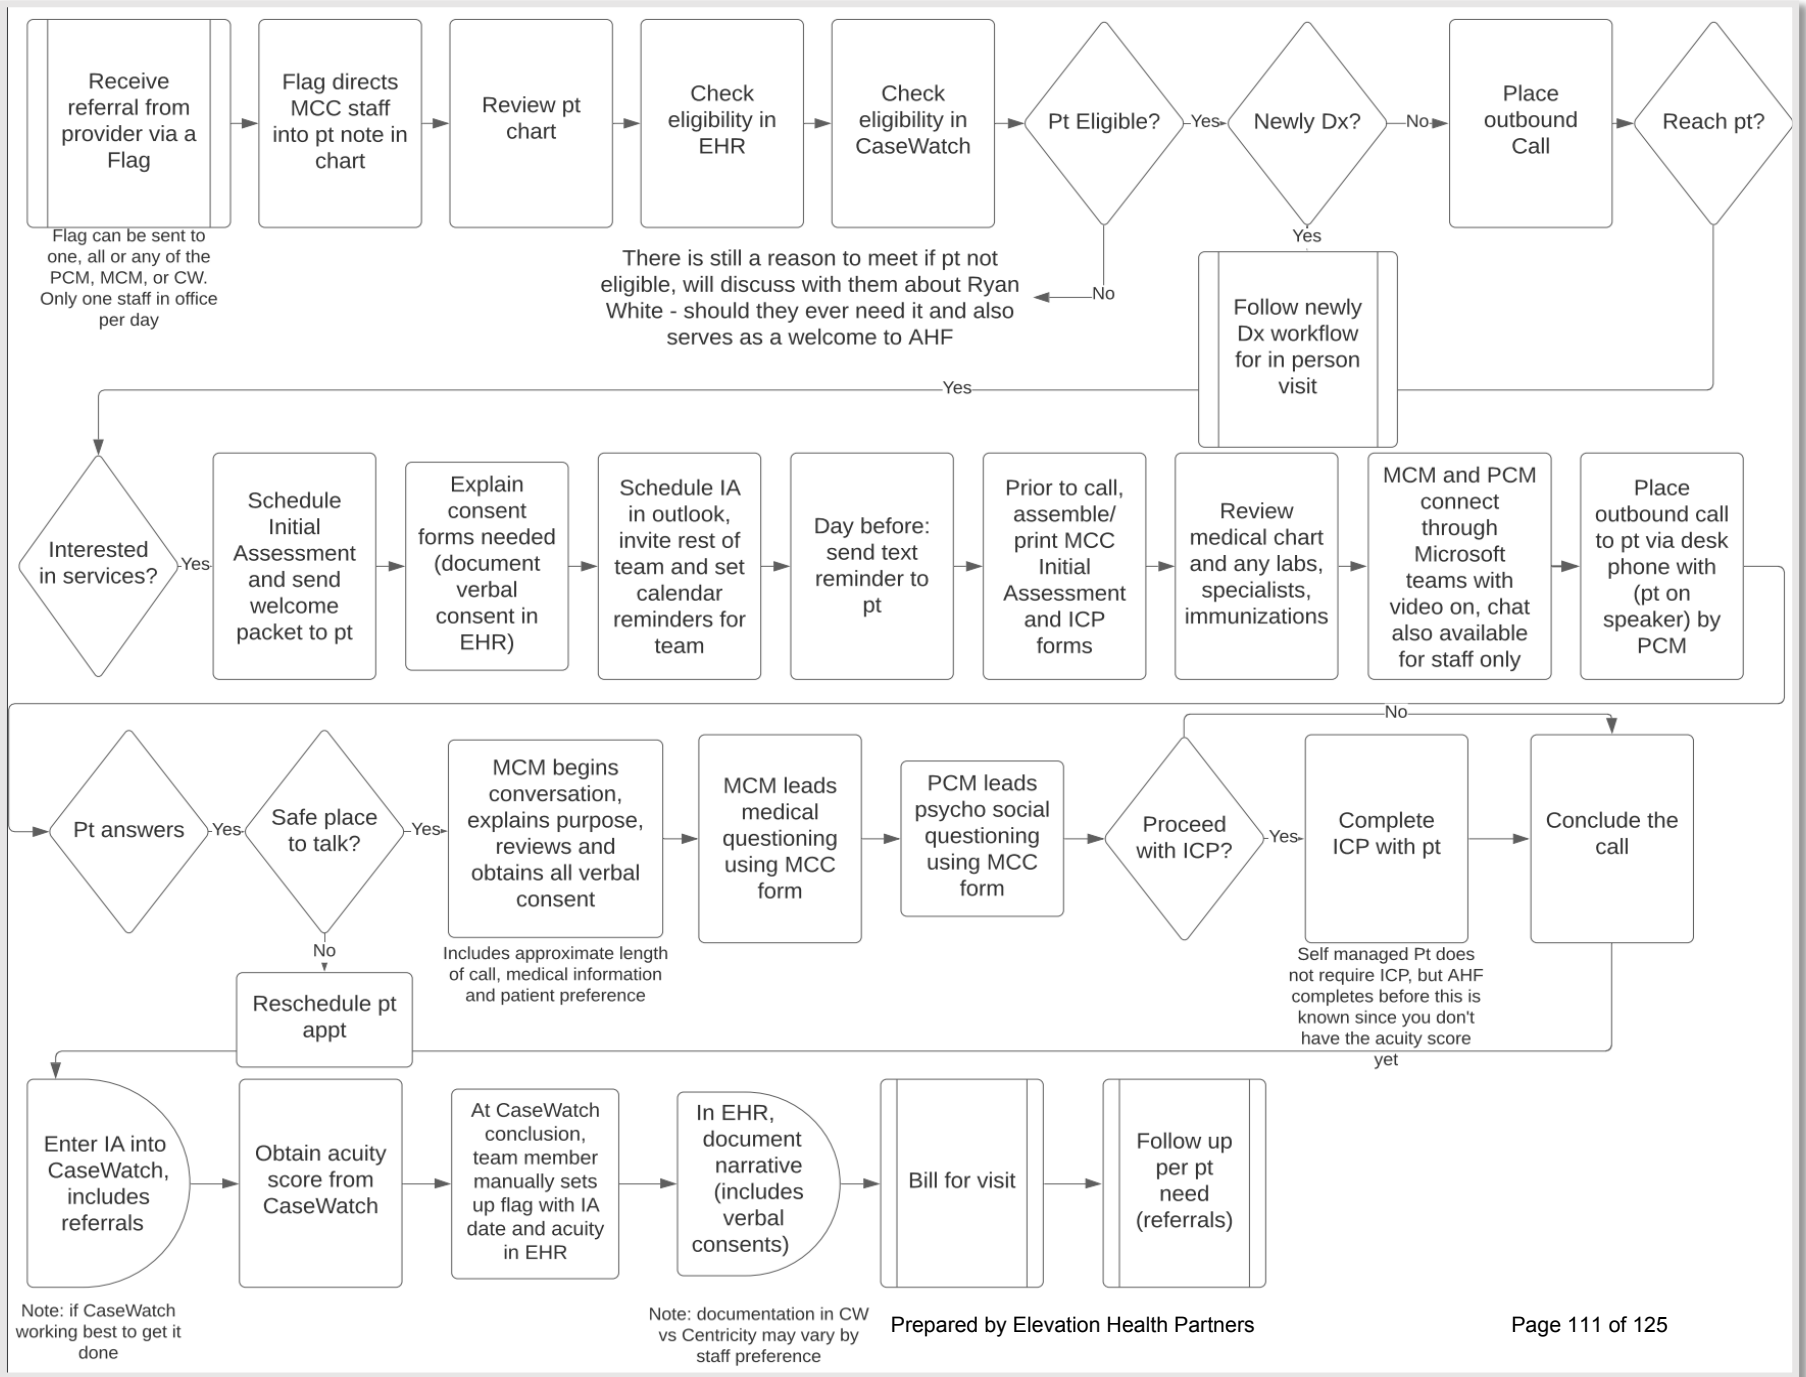 Receive
referral from
provider via a
Flag
Flag directs
MCC staff
into pt note in
chart
Review pt
chart
Check
eligibility in
EHR
Check
eligibility in
CaseWatch
Pt Eligible?
Yes
Newly Dx?
No
Place
outbound
Call
Reach pt?
Flag can be sent to
one, all or any of the
PCM, MCM, or CW.
Only one staff in office
per day
There is still a reason to meet if pt not
eligible, will discuss with them about Ryan
White - should they ever need it and also
serves as a welcome to AHF
No
Yes
Follow newly
Dx workflow
for in person
visit
Yes
Interested
in services?
Yes
Schedule
Initial
Assessment
and send
welcome
packet to pt
Explain
consent
forms needed
(document
verbal
consent in
EHR)
Schedule IA
in outlook,
invite rest of
team and set
calendar
reminders for
team
Day before:
send text
reminder to
pt
Prior to call,
assemble/
print MCC
Initial
Assessment
and ICP
forms
Review
medical chart
and any labs,
specialists,
immunizations
MCM and PCM
connect
through
Microsoft
teams with
video on, chat
also available
for staff only
Place
outbound call
to pt via desk
phone with
(pt on
speaker) by
PCM
Pt answers
Yes
Safe place
to talk?
Yes
MCM begins
conversation,
explains purpose,
reviews and
obtains all verbal
consent
MCM leads
medical
questioning
using MCC
form
PCM leads
psycho social
questioning
using MCC
form
Proceed
with ICP?
No
Yes
Complete
ICP with pt
Conclude the
call
No
Reschedule pt
appt
Includes approximate length
of call, medical information
and patient preference
Self managed Pt does
not require ICP, but AHF
completes before this is
known since you don't
have the acuity score
yet
Enter IA into
CaseWatch,
includes
referrals
Obtain acuity
score from
CaseWatch
At CaseWatch
conclusion,
team member
manually sets
up flag with IA
date and acuity
in EHR
In EHR,
document
narrative
(includes
verbal
consents)
Bill for visit
Follow up
per pt
need
(referrals)
Note: if CaseWatch
working best to get it
done
Note: documentation in CW
vs Centricity may vary by
staff preference
Prepared by Elevation Health Partners
Page 111 of 125